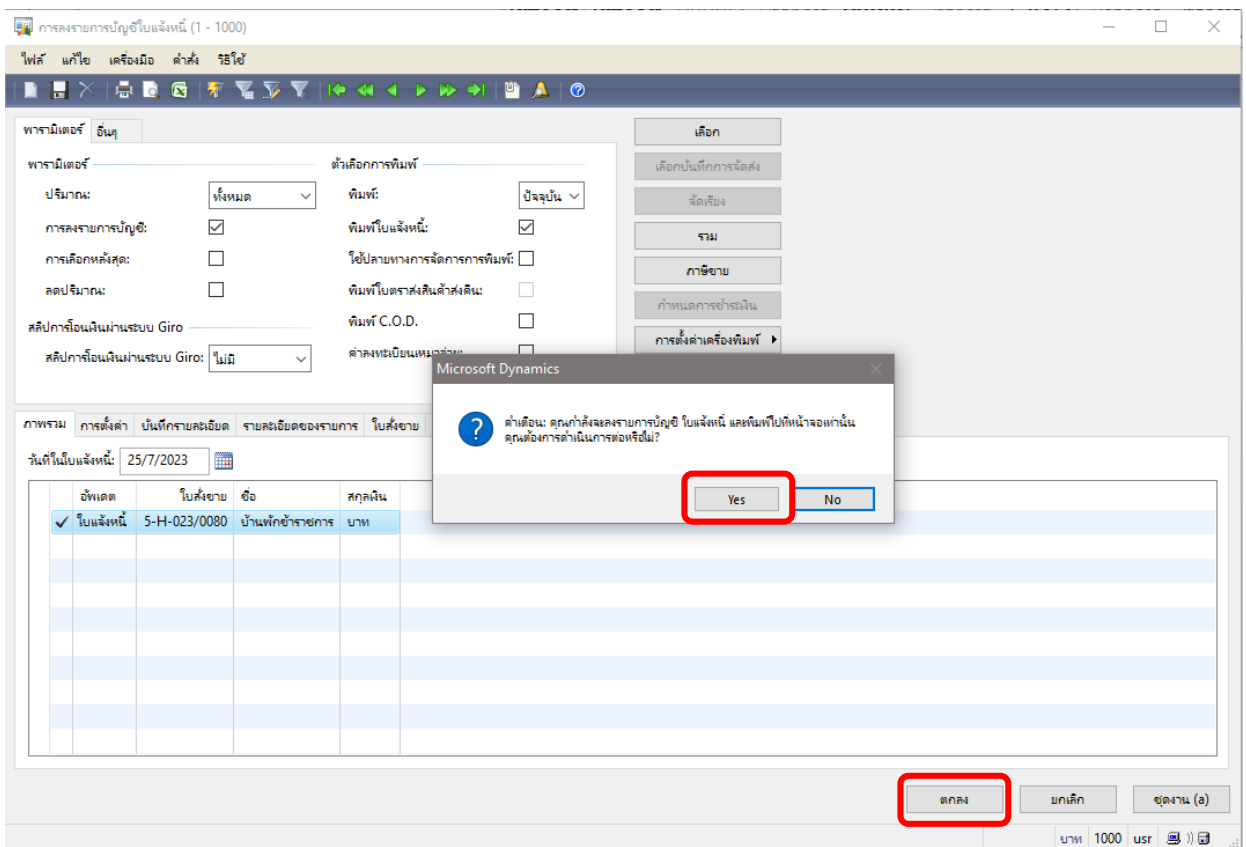 การลงรายการบัญชีใบแจ้งหนี้ (1 - 1000)
ไฟล์ แก้ไข เครื่องมือ คำสั่ง วิธีใช้
พารามิเตอร์ อื่นๆ
พารามิเตอร์
ปริมาณ: ทั้งหมด
การลงรายการบัญชี:
การเลือกหลังสุด:
ลดปริมาณ:
สลิปการโอนเงินผ่านระบบ Giro
สลิปการโอนเงินผ่านระบบ Giro: ไม่มี
ตัวเลือกการพิมพ์
พิมพ์: ปัจจุบัน
พิมพ์ใบแจ้งหนี้:
ใช้ปลายทางการจัดการการพิมพ์:
พิมพ์ใบตราส่งสินค้าส่งคืน:
พิมพ์ C.O.D.
ค่าลงทะเบียนเหมาจ่าย:
เลือก
เลือกบันทึกการจัดส่ง
จัดเรียง
รวม
ภาษีขาย
กำหนดการชำระเงิน
การตั้งค่าเครื่องพิมพ์
Microsoft Dynamics
คำเตือน: คุณกำลังจะลงรายการบัญชี ใบแจ้งหนี้ และพิมพ์ไปที่หน้าจอเท่านั้น
คุณต้องการดำเนินการต่อหรือไม่?
Yes No
ภาพรวม การตั้งค่า บันทึกรายละเอียด รายละเอียดของรายการ ใบสั่งขาย
วันที่ในใบแจ้งหนี้: 25/7/2023
อัพเดต ใบสั่งขาย ชื่อ สกุลเงิน
ใบแจ้งหนี้ 5-H-023/0080 บ้านพักข้าราชการ บาท
ตกลง ยกเลิก ชุดงาน (a)
บาท 1000 usr